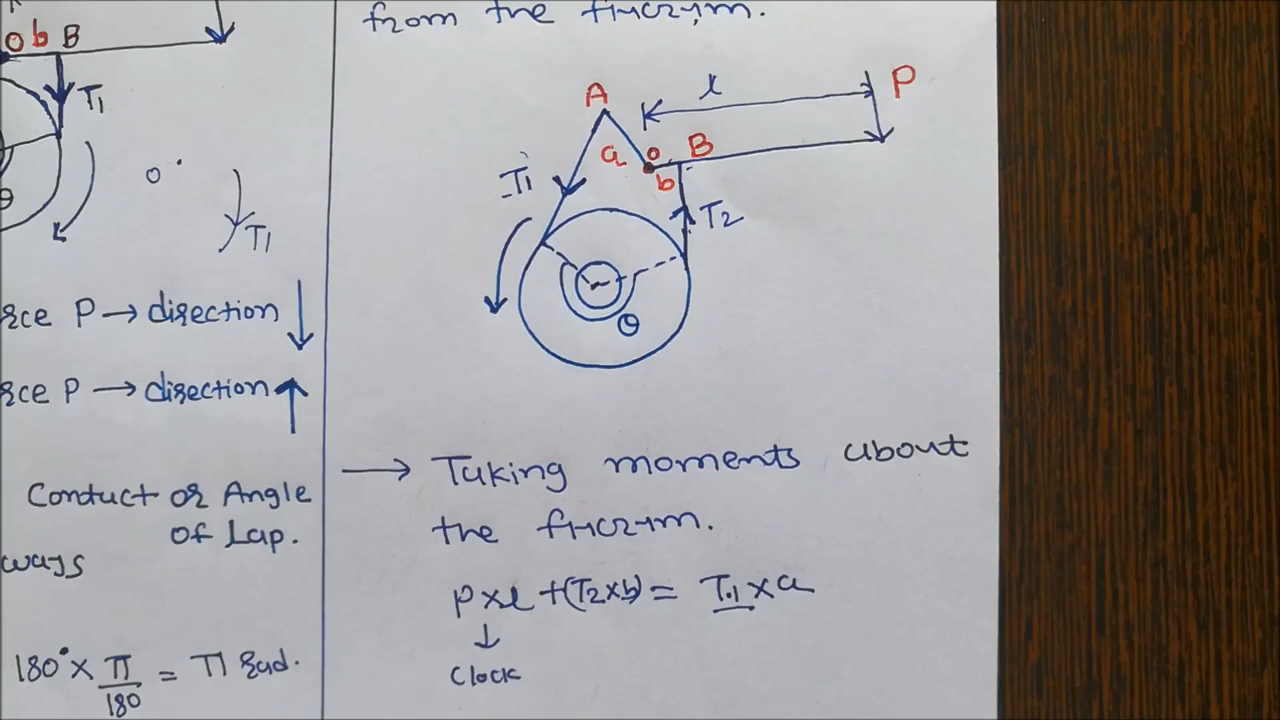 O b B
T1
θ
O
T1
rce P → direction ↓
rce P → direction ↑
Contact or Angle
of Lap.
ways
180° × π/180 = π rad.
from the fulcrum.
A
l
P
a
O
B
b
T1
T2
θ
→ Taking moments about
the fulcrum.
P×l +(T2×b) = T1×a
↓
Clock